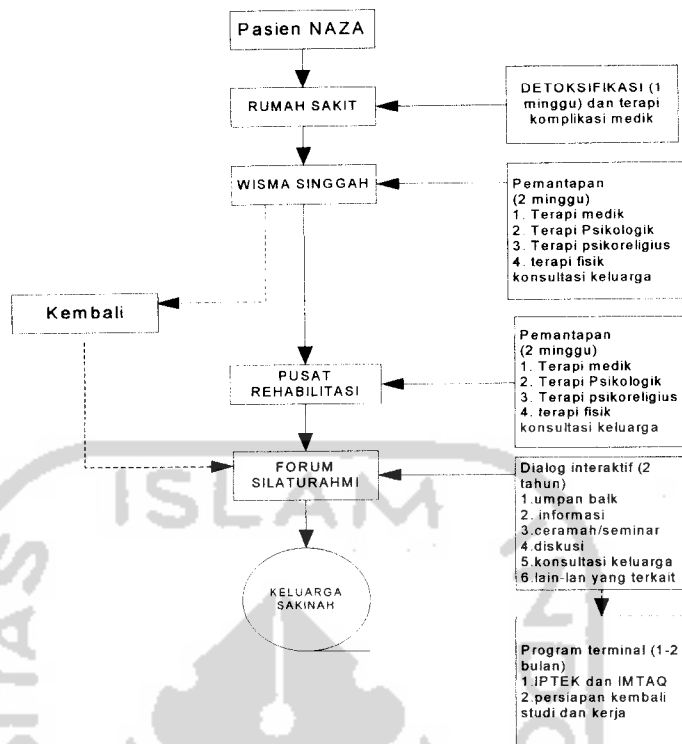 Pasien NAZA
RUMAH SAKIT
DETOKSIFIKASI (1
minggu) dan terapi
komplikasi medik
WISMA SINGGAH
Pemantapan
(2 minggu)
1. Terapi medik
2. Terapi Psikologik
3. Terapi psikoreligius
4. terapi fisik
konsultasi keluarga
Kembali
PUSAT
REHABILITASI
Pemantapan
(2 minggu)
1. Terapi medik
2. Terapi Psikologik
3. Terapi psikoreligius
4. terapi fisik
konsultasi keluarga
FORUM
SILATURAHMI
Dialog interaktif (2
tahun)
1.umpan balk
2. informasi
3.ceramah/seminar
4.diskusi
5.konsultasi keluarga
6.lain-lan yang terkait
KELUARGA
SAKINAH
Program terminal (1-2
bulan)
1.IPTEK dan IMTAQ
2.persiapan kembali
studi dan kerja
ISLAM